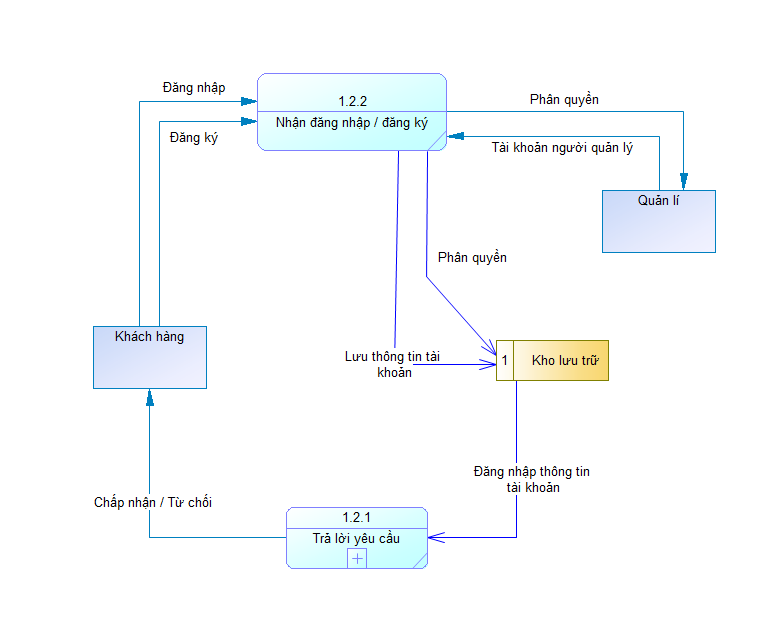 Đăng nhập
1.2.2
Nhận đăng nhập / đăng ký
Đăng ký
Phân quyền
Tài khoản người quản lý
Quản lí
Phân quyền
Khách hàng
Lưu thông tin tài
khoản
1
Kho lưu trữ
Đăng nhập thông tin
tài khoản
Chấp nhận / Từ chối
1.2.1
Trả lời yêu cầu